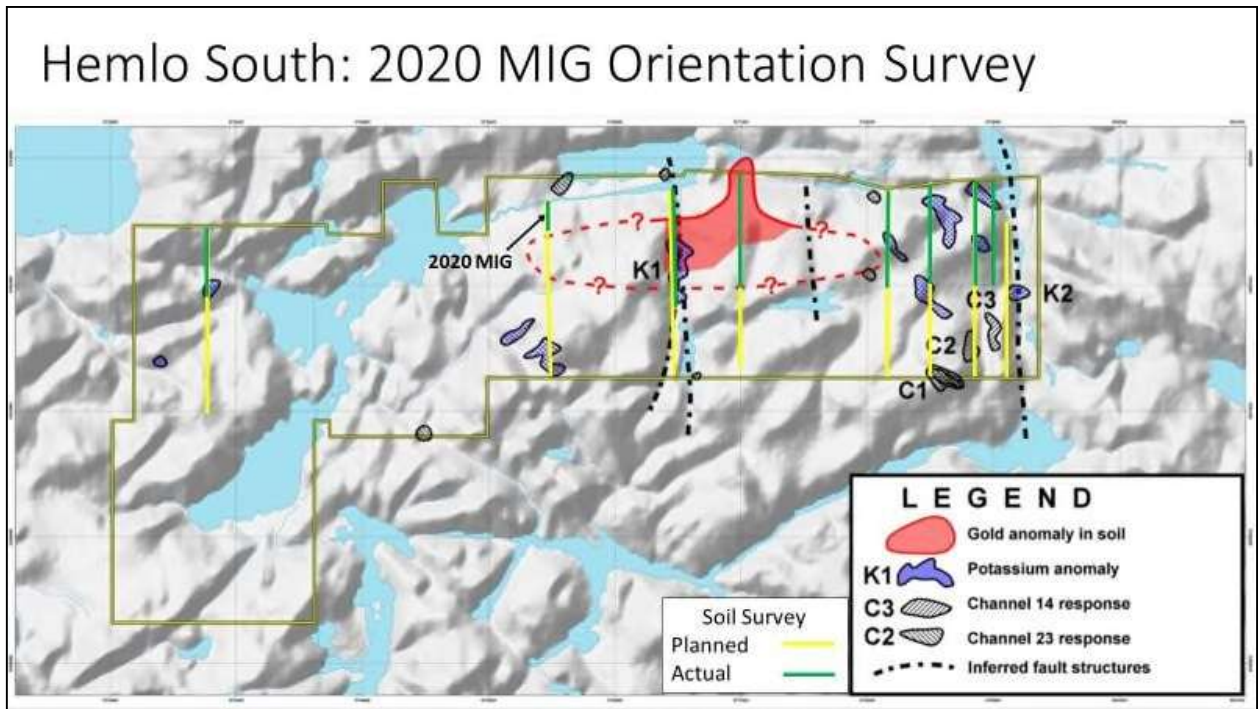 Hemlo South: 2020 MIG Orientation Survey
?
?
2020 MIG
K1
?
?
C3
K2
C2
C1
L E G E N D
Gold anomaly in soil
K1 Potassium anomaly
C3 Channel 14 response
C2 Channel 23 response
Inferred fault structures
Soil Survey
Planned
Actual